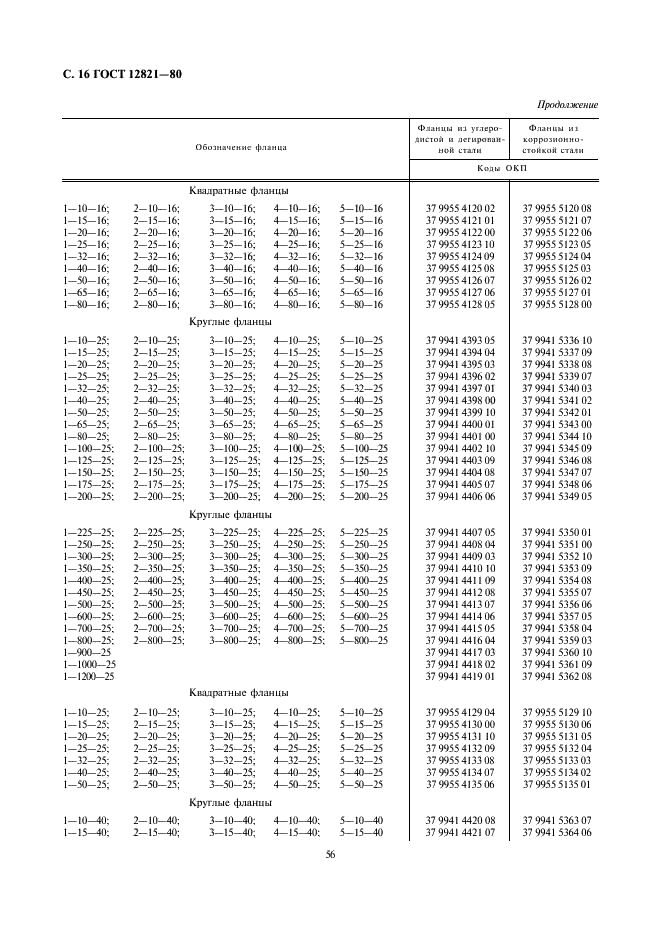 С. 16 ГОСТ 12821—80
Продолжение
Обозначение фланца
Фланцы из углеро-
дистой и легирован-
ной стали
Фланцы из
коррозионно-
стойкой стали
Коды ОКП
Квадратные фланцы
1—10—16; 2—10—16; 3—10—16; 4—10—16; 5—10—16 37 9955 4120 02 37 9955 5120 08
1—15—16; 2—15—16; 3—15—16; 4—15—16; 5—15—16 37 9955 4121 01 37 9955 5121 07
1—20—16; 2—20—16; 3—20—16; 4—20—16; 5—20—16 37 9955 4122 00 37 9955 5122 06
1—25—16; 2—25—16; 3—25—16; 4—25—16; 5—25—16 37 9955 4123 10 37 9955 5123 05
1—32—16; 2—32—16; 3—32—16; 4—32—16; 5—32—16 37 9955 4124 09 37 9955 5124 04
1—40—16; 2—40—16; 3—40—16; 4—40—16; 5—40—16 37 9955 4125 08 37 9955 5125 03
1—50—16; 2—50—16; 3—50—16; 4—50—16; 5—50—16 37 9955 4126 07 37 9955 5126 02
1—65—16; 2—65—16; 3—65—16; 4—65—16; 5—65—16 37 9955 4127 06 37 9955 5127 01
1—80—16; 2—80—16; 3—80—16; 4—80—16; 5—80—16 37 9955 4128 05 37 9955 5128 00
Круглые фланцы
1—10—25; 2—10—25; 3—10—25; 4—10—25; 5—10—25 37 9941 4393 05 37 9941 5336 10
1—15—25; 2—15—25; 3—15—25; 4—15—25; 5—15—25 37 9941 4394 04 37 9941 5337 09
1—20—25; 2—20—25; 3—20—25; 4—20—25; 5—20—25 37 9941 4395 03 37 9941 5338 08
1—25—25; 2—25—25; 3—25—25; 4—25—25; 5—25—25 37 9941 4396 02 37 9941 5339 07
1—32—25; 2—32—25; 3—32—25; 4—32—25; 5—32—25 37 9941 4397 01 37 9941 5340 03
1—40—25; 2—40—25; 3—40—25; 4—40—25; 5—40—25 37 9941 4398 00 37 9941 5341 02
1—50—25; 2—50—25; 3—50—25; 4—50—25; 5—50—25 37 9941 4399 10 37 9941 5342 01
1—65—25; 2—65—25; 3—65—25; 4—65—25; 5—65—25 37 9941 4400 01 37 9941 5343 00
1—80—25; 2—80—25; 3—80—25; 4—80—25; 5—80—25 37 9941 4401 00 37 9941 5344 10
1—100—25; 2—100—25; 3—100—25; 4—100—25; 5—100—25 37 9941 4402 10 37 9941 5345 09
1—125—25; 2—125—25; 3—125—25; 4—125—25; 5—125—25 37 9941 4403 09 37 9941 5346 08
1—150—25; 2—150—25; 3—150—25; 4—150—25; 5—150—25 37 9941 4404 08 37 9941 5347 07
1—175—25; 2—175—25; 3—175—25; 4—175—25; 5—175—25 37 9941 4405 07 37 9941 5348 06
1—200—25; 2—200—25; 3—200—25; 4—200—25; 5—200—25 37 9941 4406 06 37 9941 5349 05
Круглые фланцы
1—225—25; 2—225—25; 3—225—25; 4—225—25; 5—225—25 37 9941 4407 05 37 9941 5350 01
1—250—25; 2—250—25; 3—250—25; 4—250—25; 5—250—25 37 9941 4408 04 37 9941 5351 00
1—300—25; 2—300—25; 3—300—25; 4—300—25; 5—300—25 37 9941 4409 03 37 9941 5352 10
1—350—25; 2—350—25; 3—350—25; 4—350—25; 5—350—25 37 9941 4410 10 37 9941 5353 09
1—400—25; 2—400—25; 3—400—25; 4—400—25; 5—400—25 37 9941 4411 09 37 9941 5354 08
1—450—25; 2—450—25; 3—450—25; 4—450—25; 5—450—25 37 9941 4412 08 37 9941 5355 07
1—500—25; 2—500—25; 3—500—25; 4—500—25; 5—500—25 37 9941 4413 07 37 9941 5356 06
1—600—25; 2—600—25; 3—600—25; 4—600—25; 5—600—25 37 9941 4414 06 37 9941 5357 05
1—700—25; 2—700—25; 3—700—25; 4—700—25; 5—700—25 37 9941 4415 05 37 9941 5358 04
1—800—25; 2—800—25; 3—800—25; 4—800—25; 5—800—25 37 9941 4416 04 37 9941 5359 03
1—900—25 37 9941 4417 03 37 9941 5360 10
1—1000—25 37 9941 4418 02 37 9941 5361 09
1—1200—25 37 9941 4419 01 37 9941 5362 08
Квадратные фланцы
1—10—25; 2—10—25; 3—10—25; 4—10—25; 5—10—25 37 9955 4129 04 37 9955 5129 10
1—15—25; 2—15—25; 3—15—25; 4—15—25; 5—15—25 37 9955 4130 00 37 9955 5130 06
1—20—25; 2—20—25; 3—20—25; 4—20—25; 5—20—25 37 9955 4131 10 37 9955 5131 05
1—25—25; 2—25—25; 3—25—25; 4—25—25; 5—25—25 37 9955 4132 09 37 9955 5132 04
1—32—25; 2—32—25; 3—32—25; 4—32—25; 5—32—25 37 9955 4133 08 37 9955 5133 03
1—40—25; 2—40—25; 3—40—25; 4—40—25; 5—40—25 37 9955 4134 07 37 9955 5134 02
1—50—25; 2—50—25; 3—50—25; 4—50—25; 5—50—25 37 9955 4135 06 37 9955 5135 01
Круглые фланцы
1—10—40; 2—10—40; 3—10—40; 4—10—40; 5—10—40 37 9941 4420 08 37 9941 5363 07
1—15—40; 2—15—40; 3—15—40; 4—15—40; 5—15—40 37 9941 4421 07 37 9941 5364 06
56